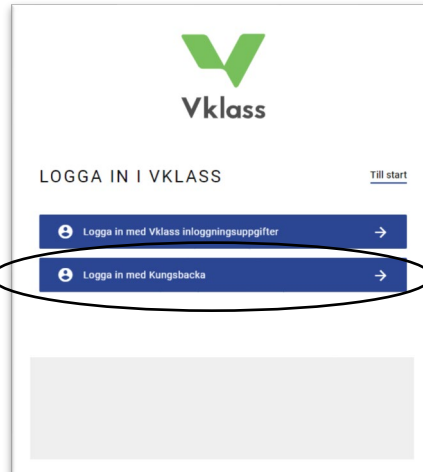 Vklass
LOGGA IN I VKLASS
Till start
Logga in med Vklass inloggningsuppgifter
Logga in med Kungsbacka